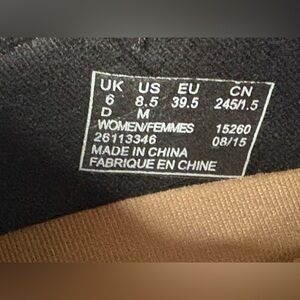 UK US EU CN
6 8.5 39.5 245/1.5
D M
WOMEN/FEMMES 15260
26113346 08/15
MADE IN CHINA
FABRIQUE EN CHINE